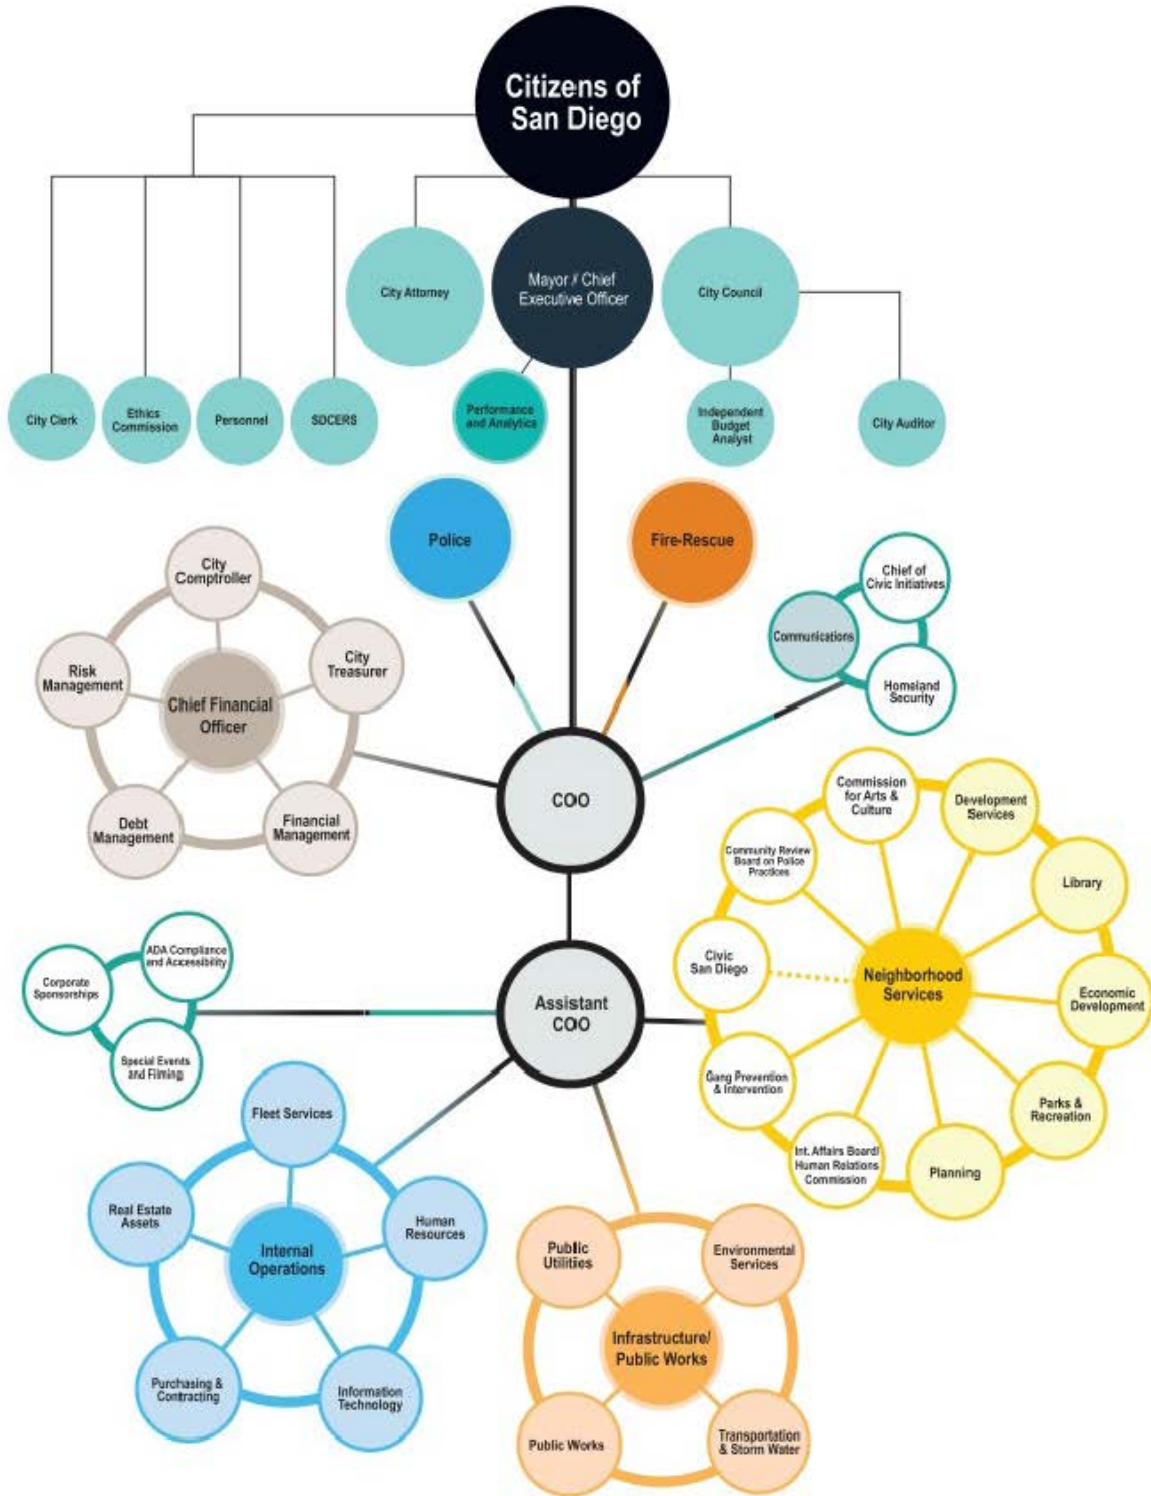 Citizens of
San Diego
City Attorney
Mayor / Chief
Executive Officer
City Council
City Clerk
Ethics
Commission
Personnel
SDCERS
Performance
and Analytics
Independent
Budget
Analyst
City Auditor
Police
Fire-Rescue
City
Comptroller
Risk
Management
City
Treasurer
Chief Financial
Officer
Debt
Management
Financial
Management
Chief of
Civic Initiatives
Communications
Homeland
Security
COO
Commission
for Arts &
Culture
Development
Services
Community Review
Board on Police
Practices
Library
Civic
San Diego
Neighborhood
Services
Economic
Development
Gang Prevention
& Intervention
Parks &
Recreation
Int. Affairs Board/
Human Relations
Commission
Planning
ADA Compliance
and Accessibility
Corporate
Sponsorships
Special Events
and Filming
Assistant
COO
Fleet Services
Real Estate
Assets
Human
Resources
Internal
Operations
Purchasing &
Contracting
Information
Technology
Public
Utilities
Environmental
Services
Infrastructure/
Public Works
Public Works
Transportation
& Storm Water